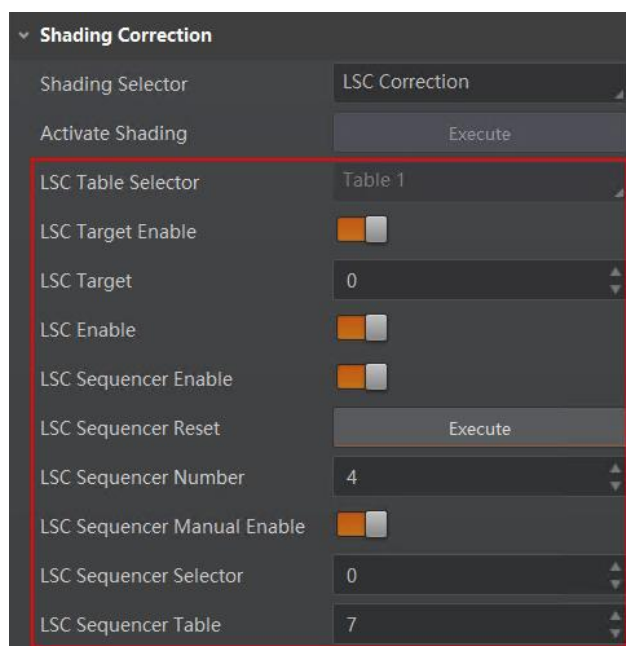 Shading Correction
Shading Selector LSC Correction
Activate Shading Execute
LSC Table Selector Table 1
LSC Target Enable
LSC Target 0
LSC Enable
LSC Sequencer Enable
LSC Sequencer Reset Execute
LSC Sequencer Number 4
LSC Sequencer Manual Enable
LSC Sequencer Selector 0
LSC Sequencer Table 7